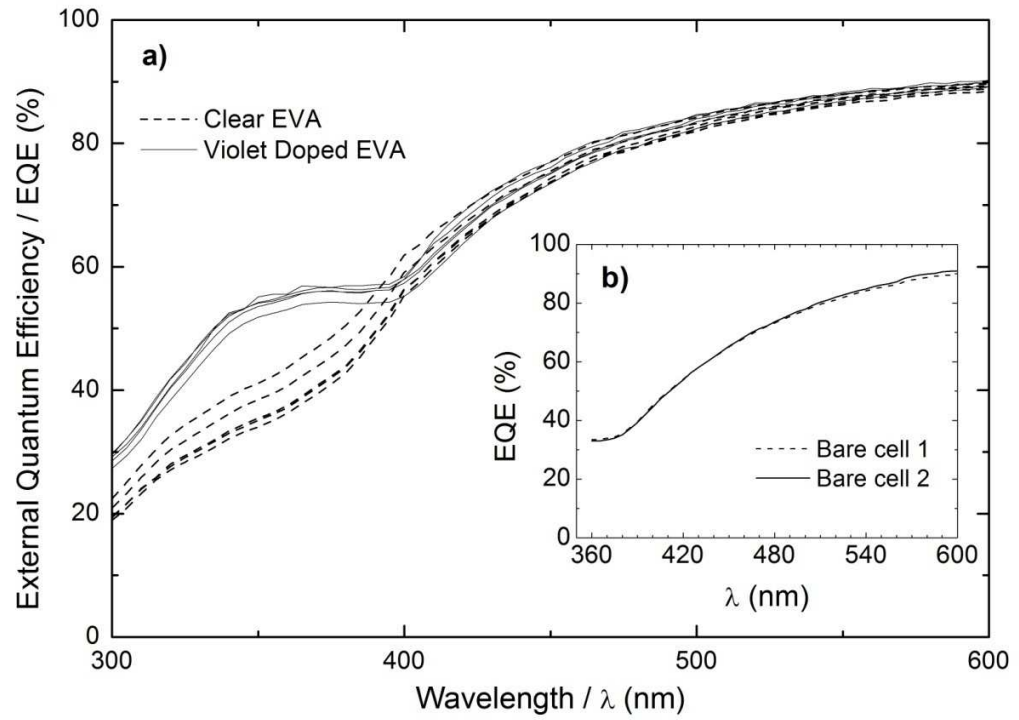 a)
Clear EVA
Violet Doped EVA
External Quantum Efficiency / EQE (%)
100
80
60
40
20
0
300
400
500
600
Wavelength / λ (nm)
b)
EQE (%)
100
80
60
40
20
0
Bare cell 1
Bare cell 2
360
420
480
540
600
λ (nm)